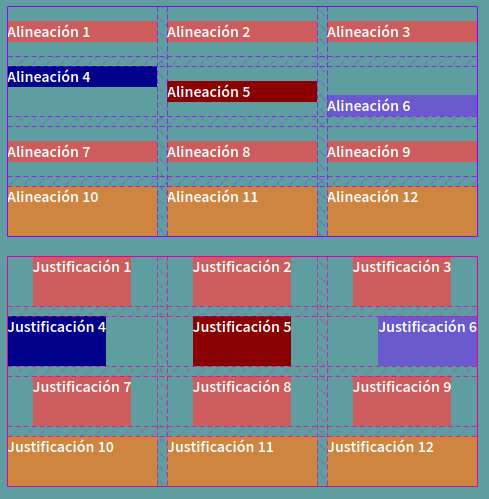 Alineación 1 Alineación 2 Alineación 3
Alineación 4
Alineación 5
Alineación 6
Alineación 7 Alineación 8 Alineación 9
Alineación 10 Alineación 11 Alineación 12
Justificación 1 Justificación 2 Justificación 3
Justificación 4 Justificación 5 Justificación 6
Justificación 7 Justificación 8 Justificación 9
Justificación 10 Justificación 11 Justificación 12